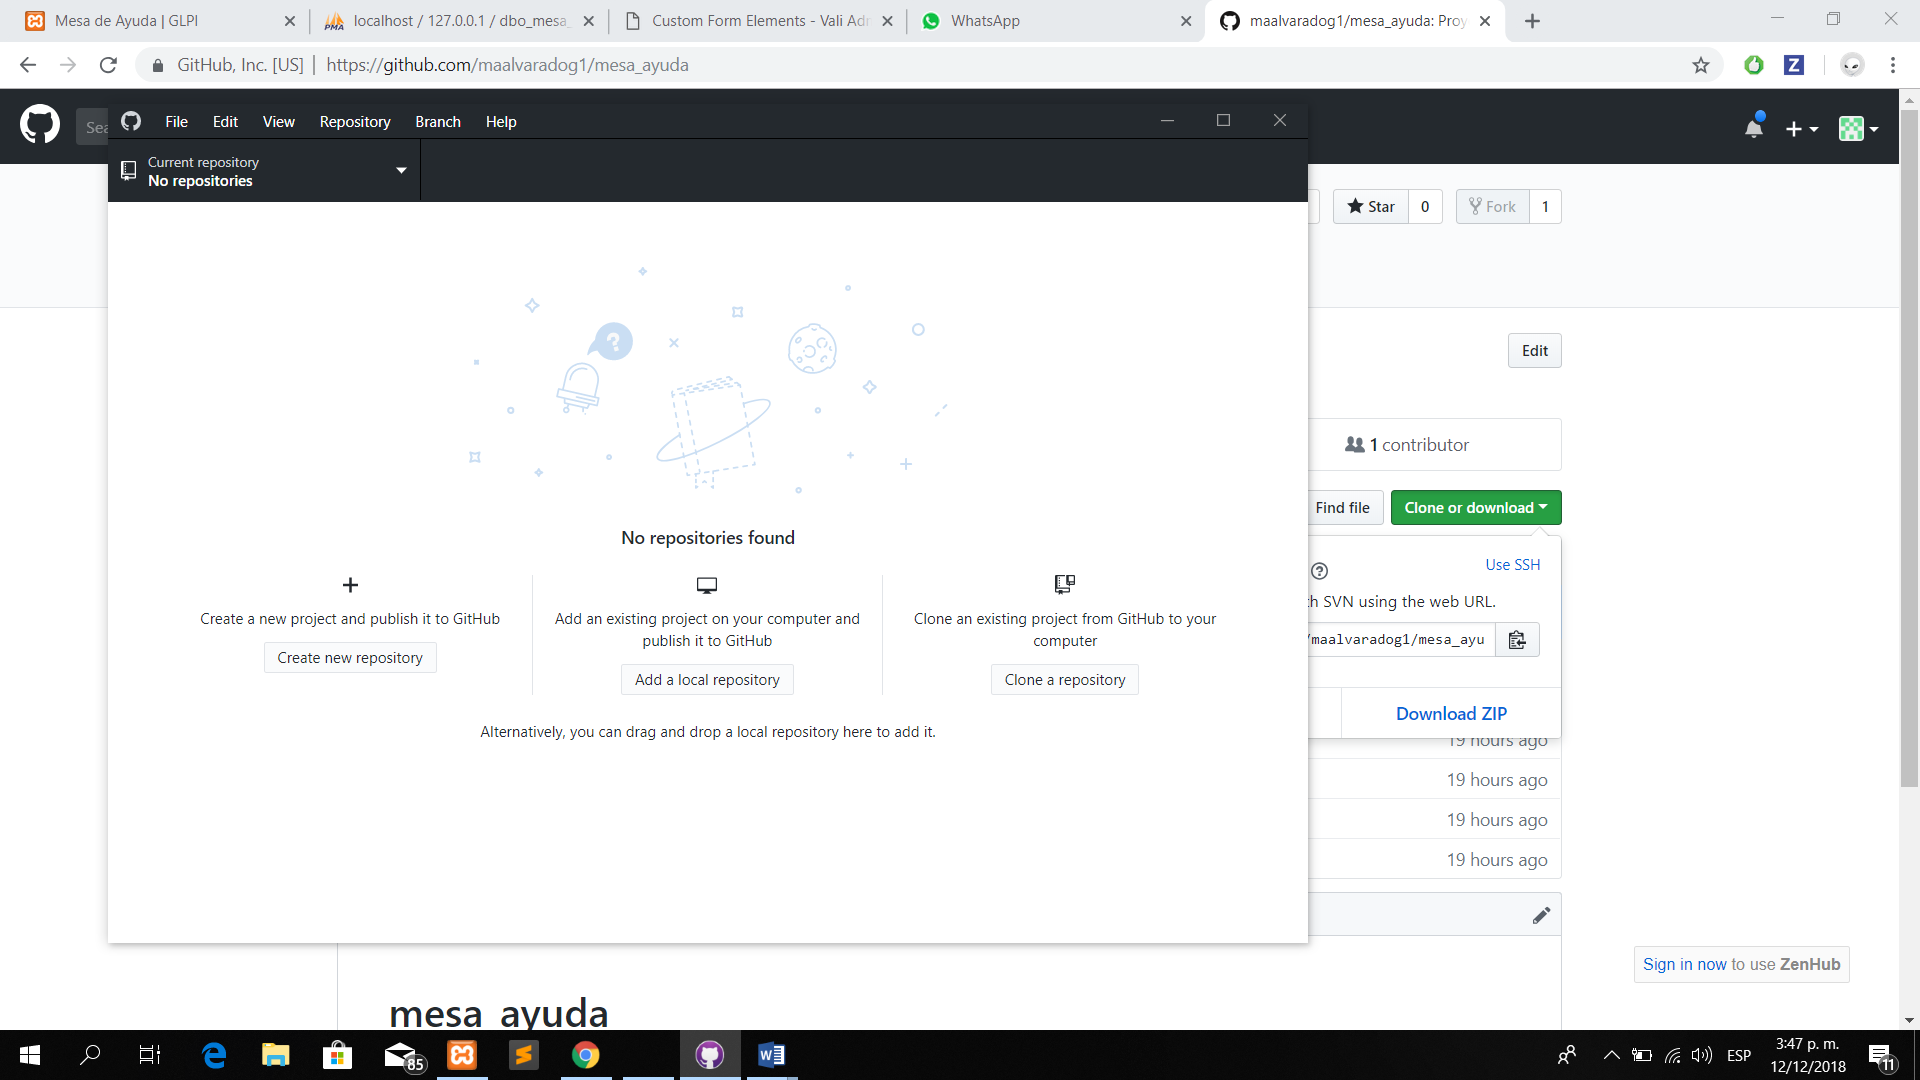 Mesa de Ayuda | GLPI
localhost / 127.0.0.1 / dbo_mesa_
Custom Form Elements - Vali Adm
WhatsApp
maalvaradog1/mesa_ayuda: Proy
GitHub, Inc. [US] | https://github.com/maalvaradog1/mesa_ayuda
Sea
File Edit View Repository Branch Help
Current repository
No repositories
Star 0 Fork 1
Edit
1 contributor
Find file Clone or download
Use SSH
h SVN using the web URL.
/maalvaradog1/mesa_ayu
Download ZIP
19 hours ago
19 hours ago
19 hours ago
19 hours ago
No repositories found
Create a new project and publish it to GitHub
Create new repository
Add an existing project on your computer and
publish it to GitHub
Add a local repository
Clone an existing project from GitHub to your
computer
Clone a repository
Alternatively, you can drag and drop a local repository here to add it.
Sign in now to use ZenHub
mesa_ayuda
85
ESP
3:47 p. m.
12/12/2018
11